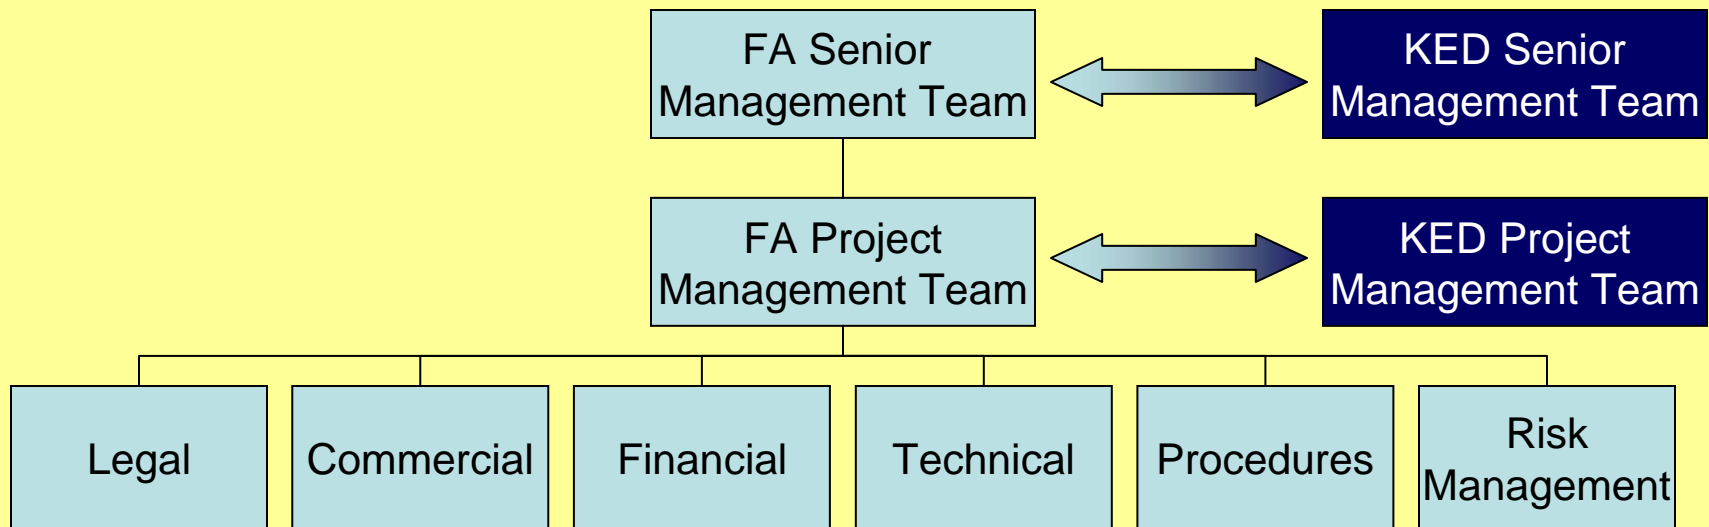 FA Senior
Management Team
KED Senior
Management Team
FA Project
Management Team
KED Project
Management Team
Legal
Commercial
Financial
Technical
Procedures
Risk
Management